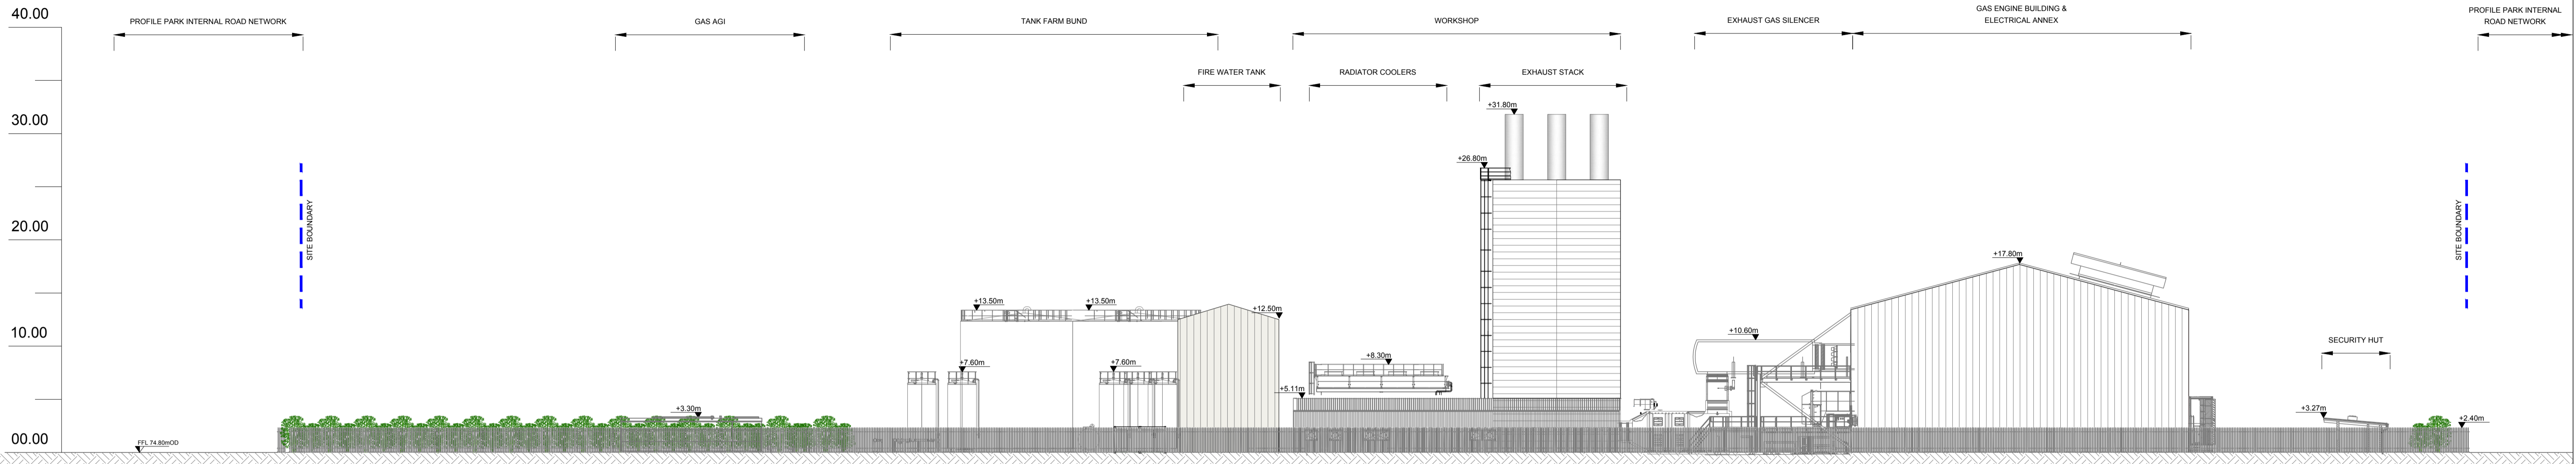 40.00
30.00
20.00
10.00
00.00
PROFILE PARK INTERNAL ROAD NETWORK
GAS AGI
TANK FARM BUND
WORKSHOP
EXHAUST GAS SILENCER
GAS ENGINE BUILDING &
ELECTRICAL ANNEX
PROFILE PARK INTERNAL
ROAD NETWORK
FIRE WATER TANK
RADIATOR COOLERS
EXHAUST STACK
SITE BOUNDARY
FFL 74.80mOD
+3.30m
+13.50m
+13.50m
+12.50m
+7.60m
+7.60m
+5.11m
+8.30m
+26.80m
+31.80m
+10.60m
+17.80m
SECURITY HUT
+3.27m
+2.40m
SITE BOUNDARY